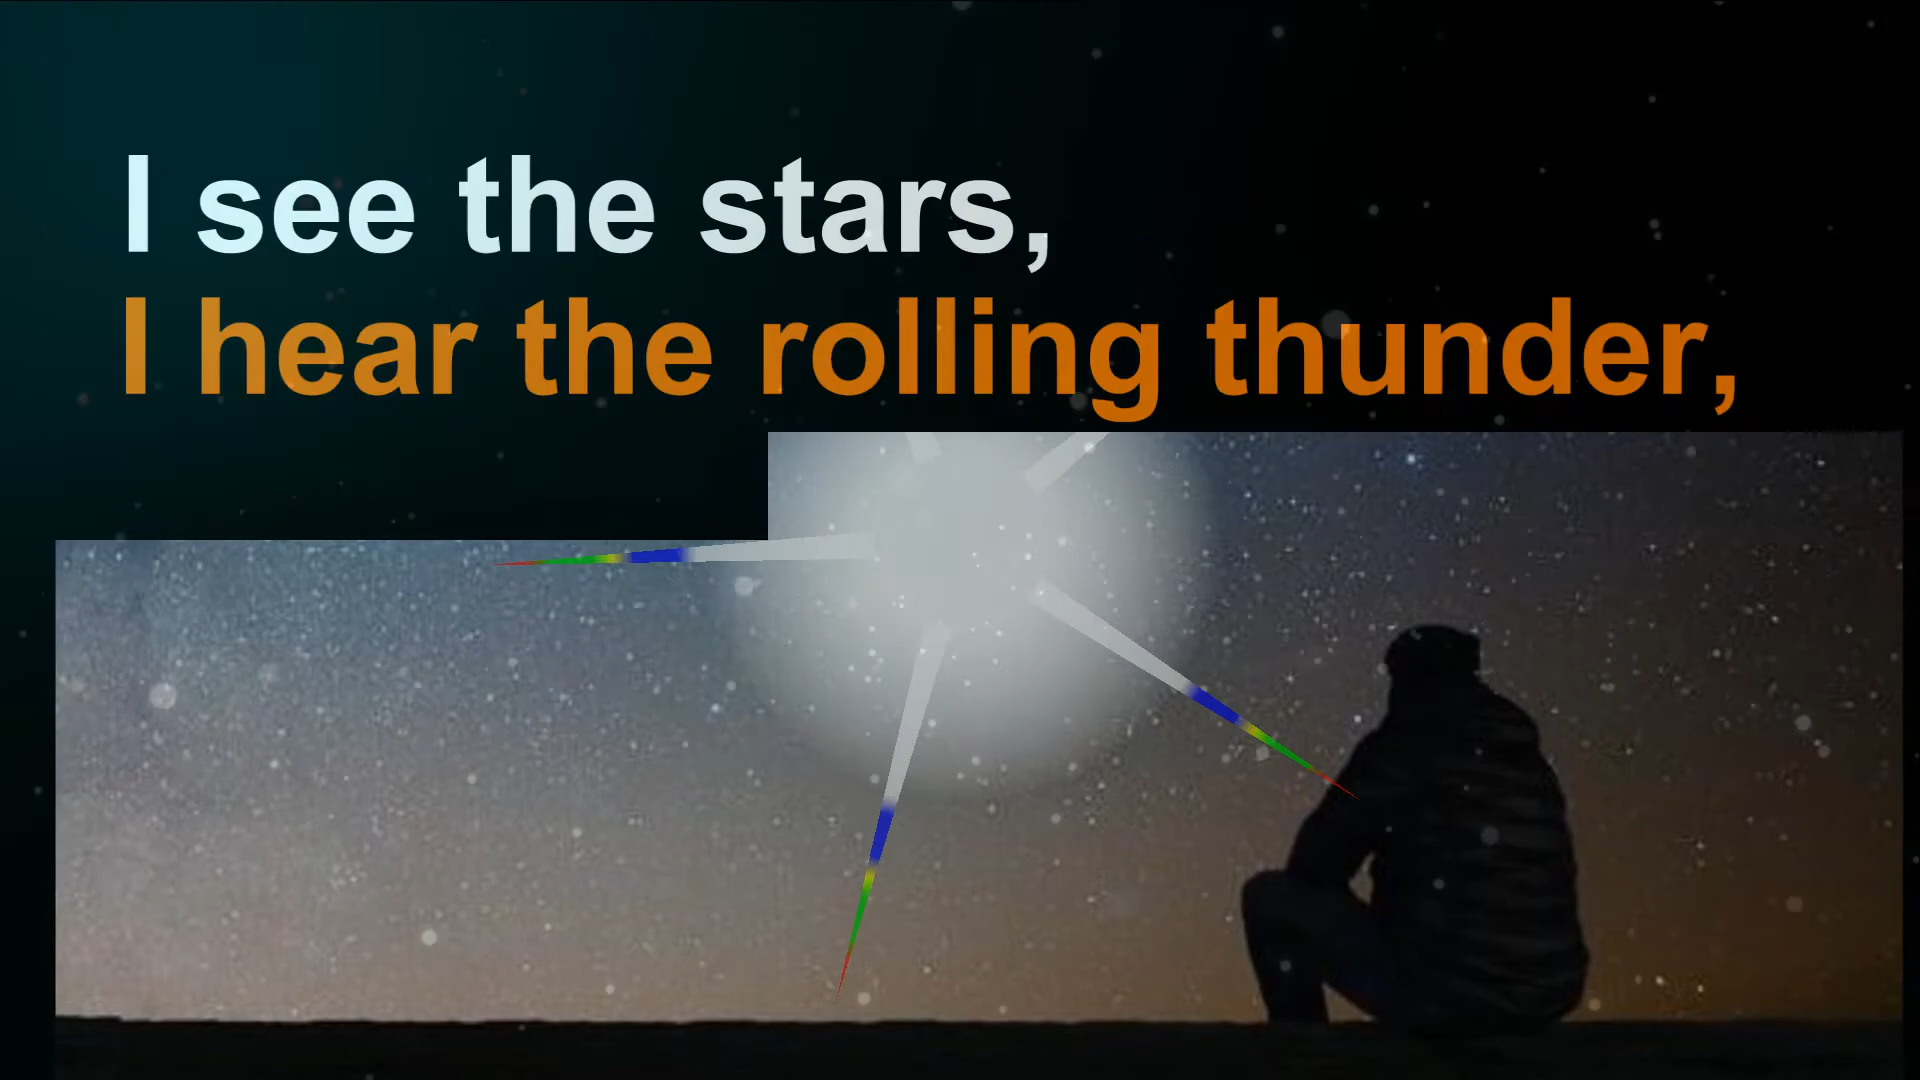 I see the stars,
I hear the rolling thunder,